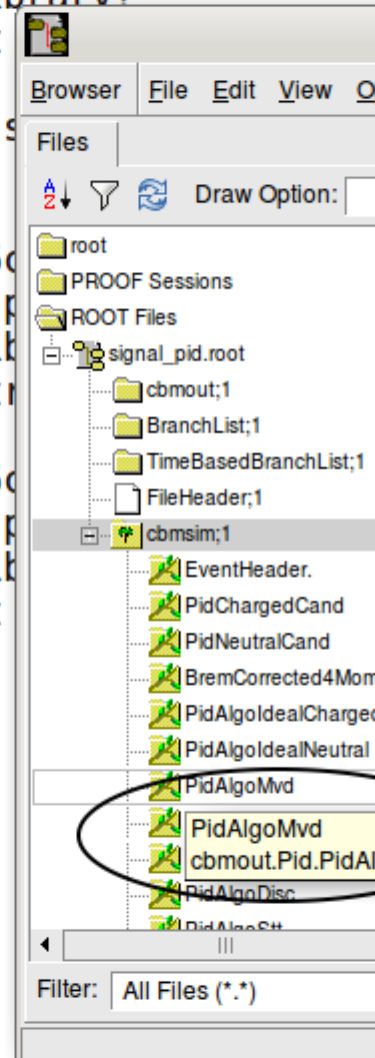 Browser File Edit View
Files
Draw Option:
root
PROOF Sessions
ROOT Files
signal_pid.root
cbmout;1
BranchList;1
TimeBasedBranchList;1
FileHeader;1
cbmsim;1
EventHeader.
PidChargedCand
PidNeutralCand
BremCorrected4Mom
PidAlgoIdealCharged
PidAlgoIdealNeutral
PidAlgoMvd
PidAlgoMvd
cbmout.Pid.PidAl
PidAlgoDisc
PidAlgoStt
Filter: All Files (*.*)